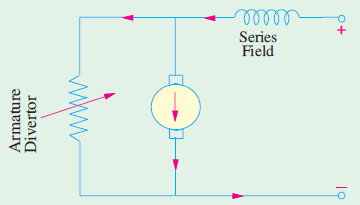 +
Series
Field
Armature
Divertor
−